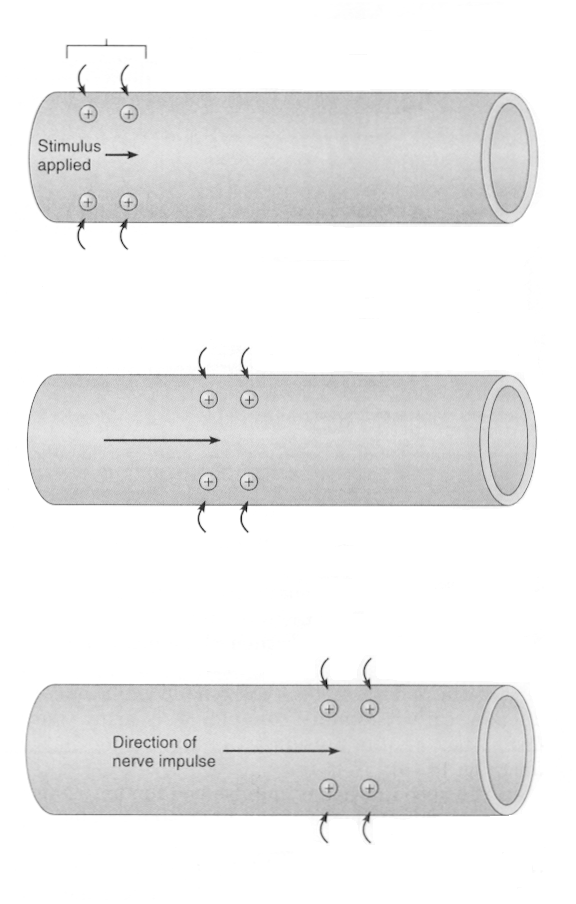 Stimulus
applied
+ +
+ +
+ +
+ +
Direction of
nerve impulse
+ +
+ +